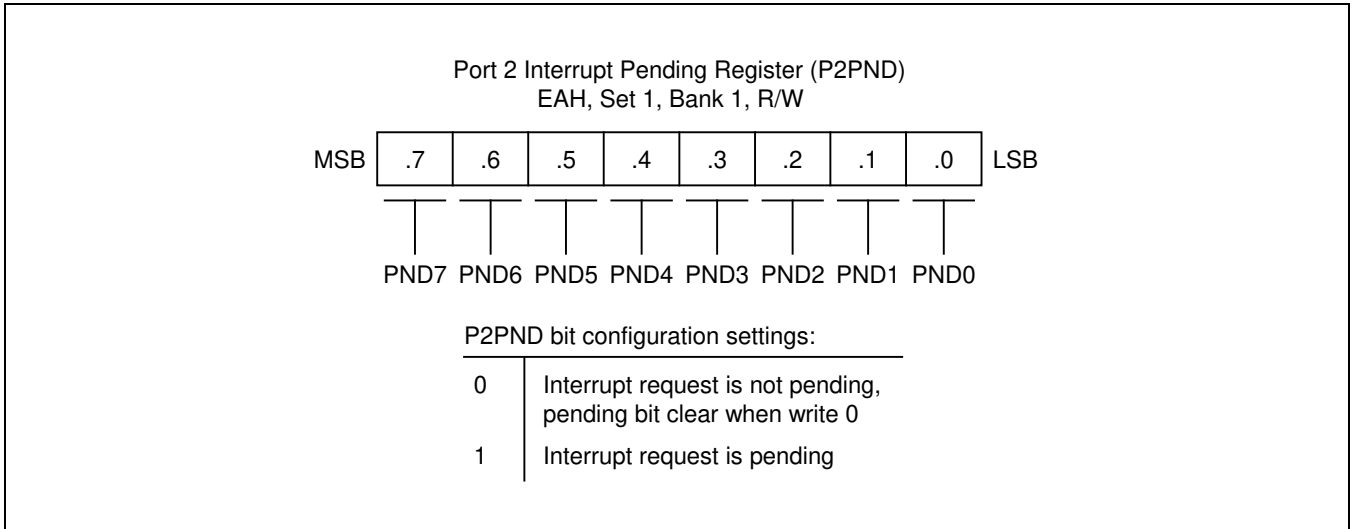 Port 2 Interrupt Pending Register (P2PND)
EAH, Set 1, Bank 1, R/W
MSB .7 .6 .5 .4 .3 .2 .1 .0 LSB
PND7 PND6 PND5 PND4 PND3 PND2 PND1 PND0
P2PND bit configuration settings:
0 Interrupt request is not pending,
pending bit clear when write 0
1 Interrupt request is pending